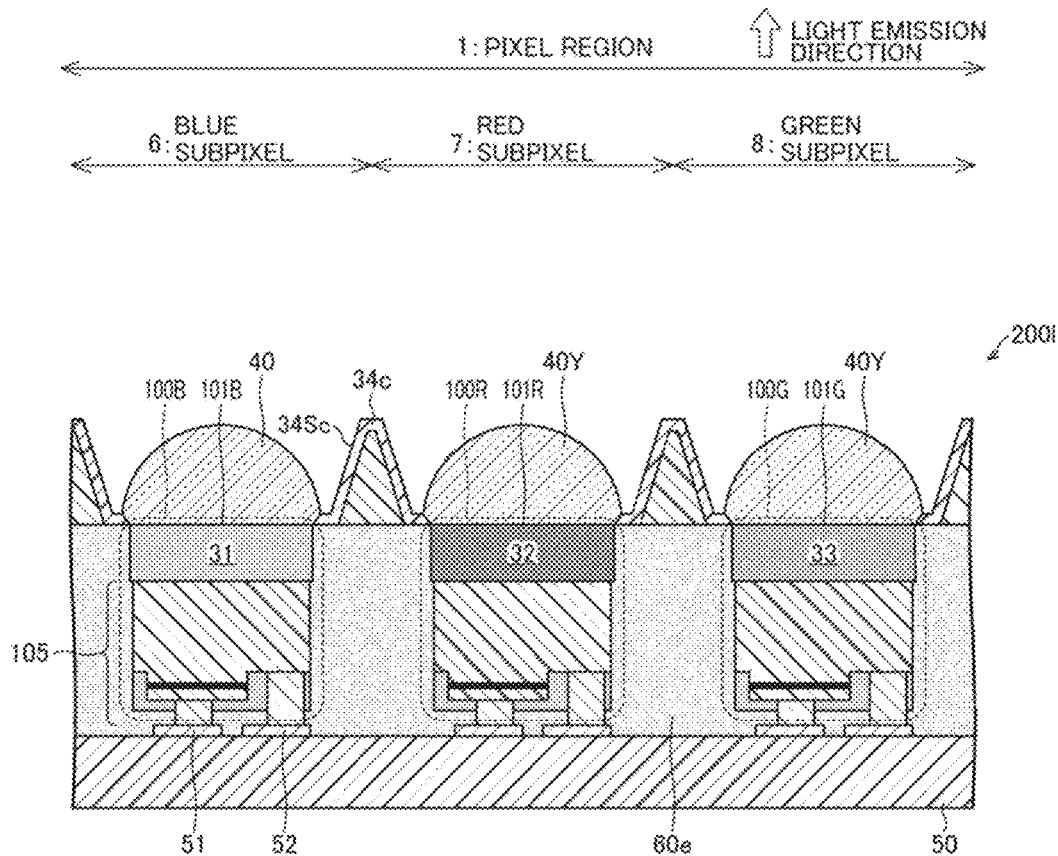 LIGHT EMISSION
DIRECTION
1: PIXEL REGION
BLUE
6: SUBPIXEL
RED
7: SUBPIXEL
GREEN
8: SUBPIXEL
200i
40
40Y
40Y
34c
34Sc
100B
101B
100R
101R
100G
101G
31
32
33
105
51
52
60e
50